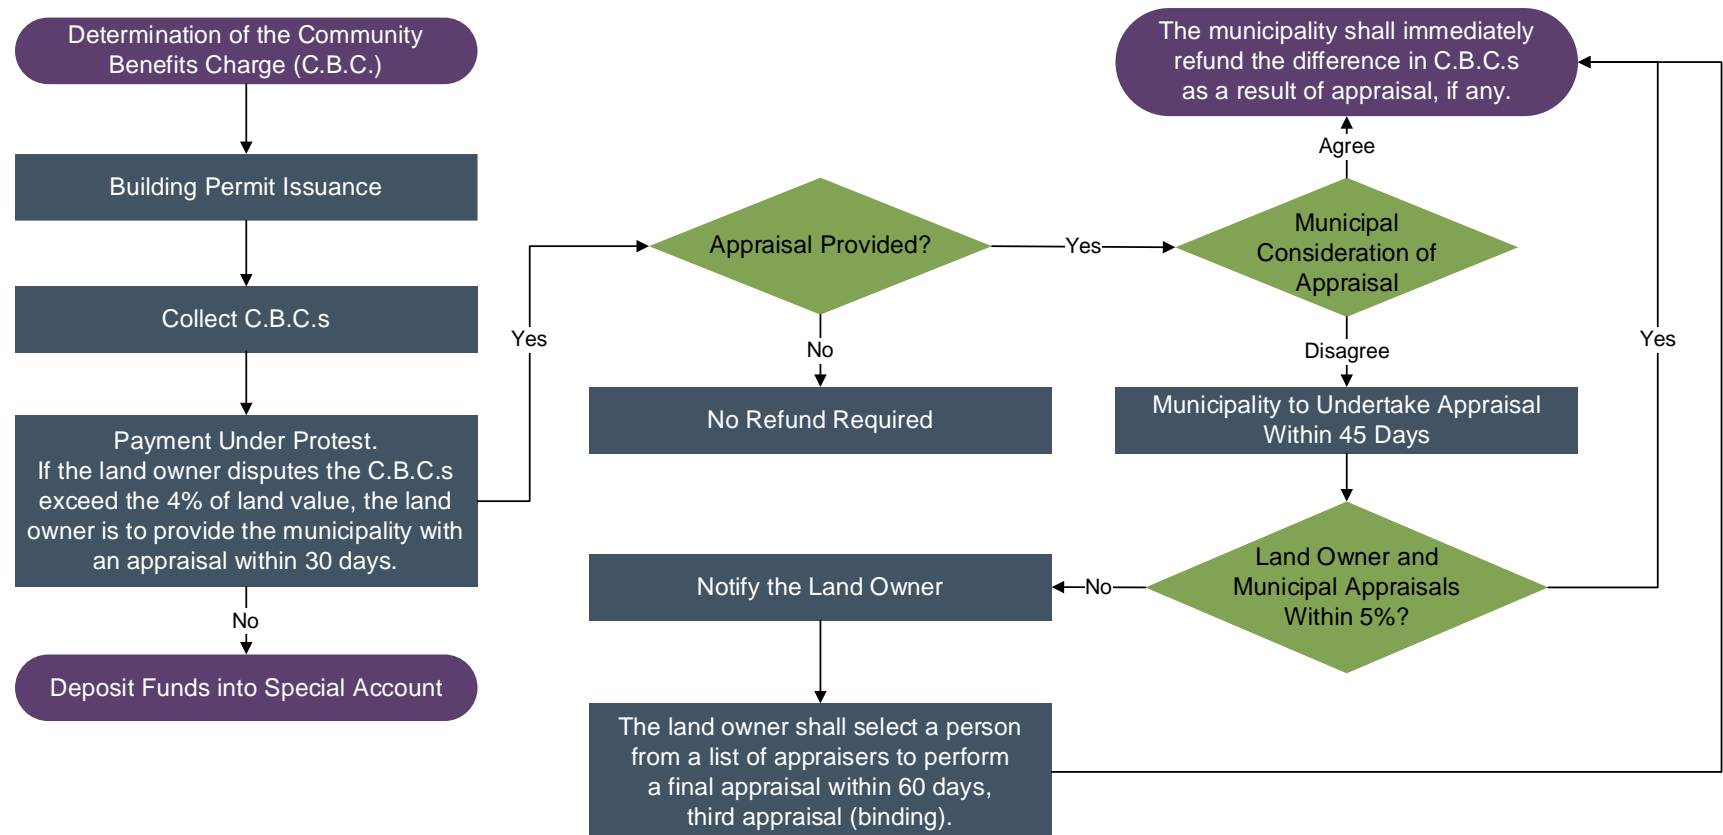 Determination of the Community
Benefits Charge (C.B.C.)
Building Permit Issuance
Collect C.B.C.s
Payment Under Protest.
If the land owner disputes the C.B.C.s
exceed the 4% of land value, the land
owner is to provide the municipality with
an appraisal within 30 days.
No
Deposit Funds into Special Account
Yes
Appraisal Provided?
No
No Refund Required
Yes
Municipal
Consideration of
Appraisal
Agree
The municipality shall immediately
refund the difference in C.B.C.s
as a result of appraisal, if any.
Disagree
Municipality to Undertake Appraisal
Within 45 Days
Land Owner and
Municipal Appraisals
Within 5%?
Yes
No
Notify the Land Owner
The land owner shall select a person
from a list of appraisers to perform
a final appraisal within 60 days,
third appraisal (binding).